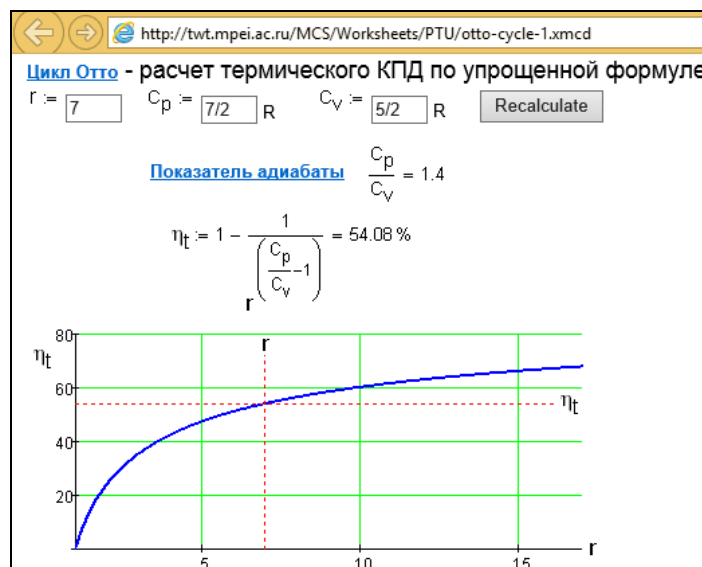 http://twt.mpei.ac.ru/MCS/Worksheets/PTU/otto-cycle-1.xmcd
Цикл Отто - расчет термического КПД по упрощенной формуле
r := 7 Cp := 7/2 R Cv := 5/2 R Recalculate
Показатель адиабаты Cp/Cv = 1.4
ηt := 1 − 1/r^(Cp/Cv−1) = 54.08 %
80
ηt
r
60
ηt
40
20
r
5 10 15